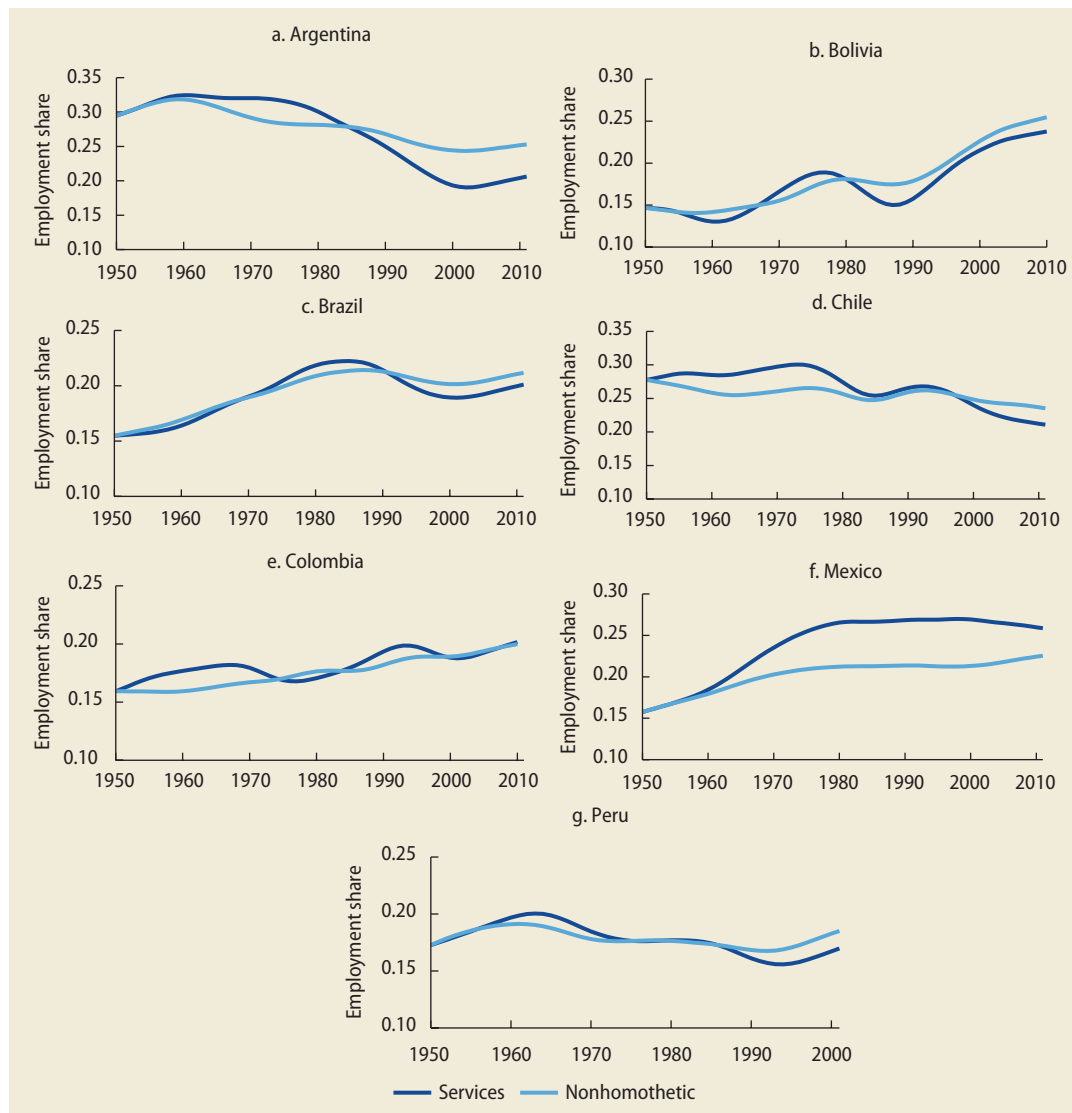 a. Argentina
Employment share
0.35
0.30
0.25
0.20
0.15
0.10
1950 1960 1970 1980 1990 2000 2010
b. Bolivia
Employment share
0.30
0.25
0.20
0.15
0.10
1950 1960 1970 1980 1990 2000 2010
c. Brazil
Employment share
0.25
0.20
0.15
0.10
1950 1960 1970 1980 1990 2000 2010
d. Chile
Employment share
0.35
0.30
0.25
0.20
0.15
0.10
1950 1960 1970 1980 1990 2000 2010
e. Colombia
Employment share
0.25
0.20
0.15
0.10
1950 1960 1970 1980 1990 2000 2010
f. Mexico
Employment share
0.30
0.25
0.20
0.15
0.10
1950 1960 1970 1980 1990 2000 2010
g. Peru
Employment share
0.25
0.20
0.15
0.10
1950 1960 1970 1980 1990 2000
Services Nonhomothetic